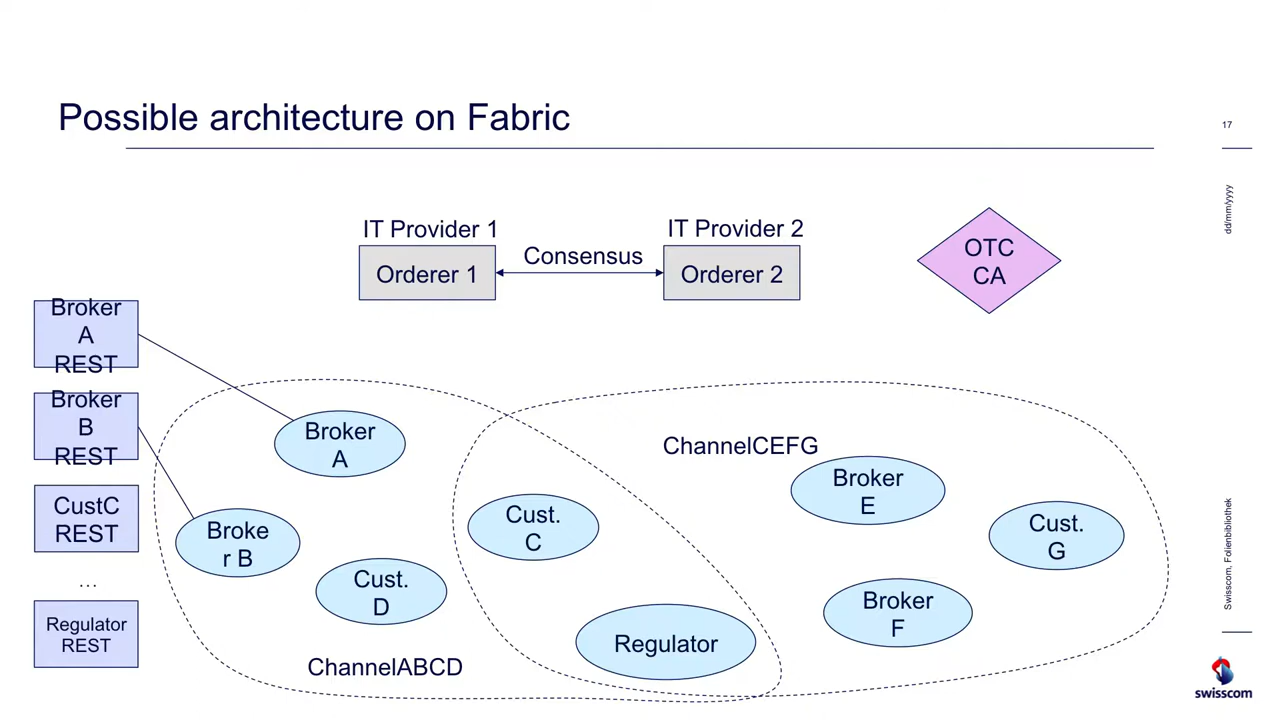 Possible architecture on Fabric
17
dd/mm/yyyy
IT Provider 1
IT Provider 2
Orderer 1
Consensus
Orderer 2
OTC
CA
Broker
A
REST
Broker
B
REST
CustC
REST
...
Regulator
REST
Broker
A
Broke
r B
Cust.
D
Cust.
C
Regulator
ChannelABCD
ChannelCEFG
Broker
E
Cust.
G
Broker
F
Swisscom, Folienbibliothek
swisscom